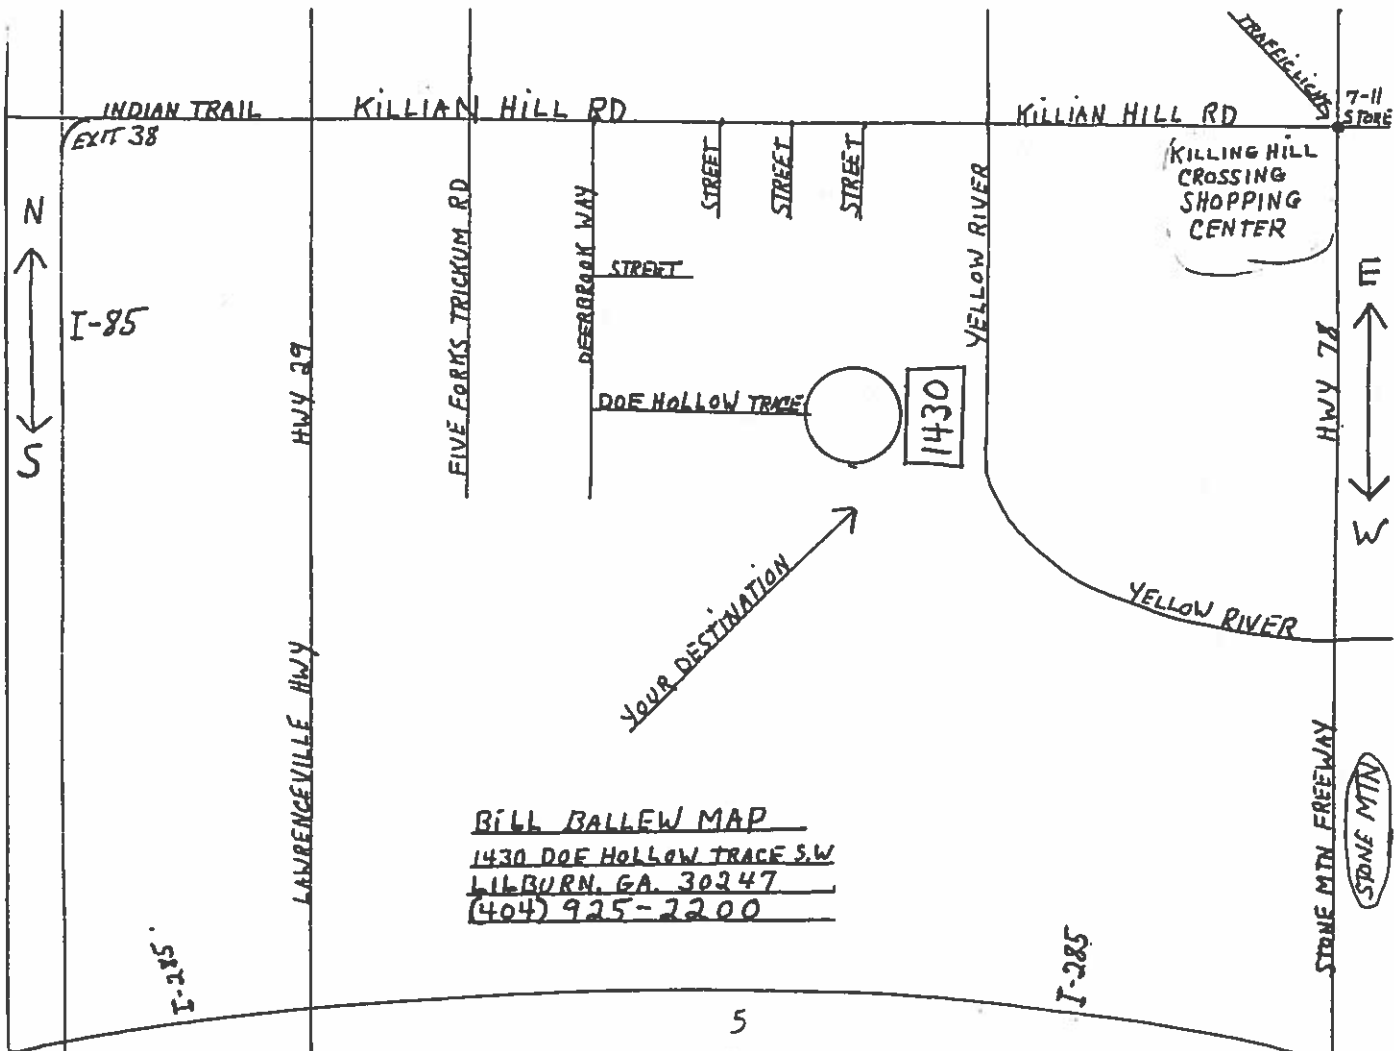 TRAFFIC LIGHT
INDIAN TRAIL
KILLIAN HILL RD
KILLIAN HILL RD
7-11
STORE
EXIT 38
KILLING HILL
CROSSING
SHOPPING
CENTER
STREET
STREET
STREET
N
S
I-85
HWY 29
FIVE FORKS TRICKUM RD
DEERBROOK WAY
STREET
DOE HOLLOW TRACE
1430
YELLOW RIVER
E
W
HWY 78
YOUR DESTINATION
YELLOW RIVER
LAWRENCEVILLE HWY
STONE MTN FREEWAY
STONE MTN
BILL BALLEW MAP
1430 DOE HOLLOW TRACE S.W
LILBURN, GA. 30247
(404) 925-2200
I-285
I-285
5